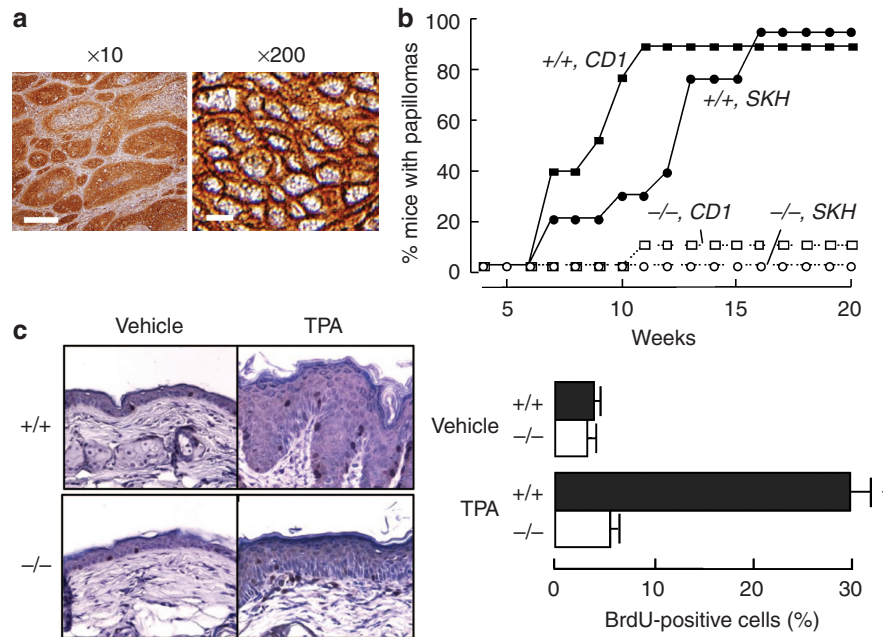 a
×10 ×200
b
% mice with papillomas
100
80
60
40
20
0
+/+, CD1
+/+, SKH
–/–, CD1
–/–, SKH
5 10 15 20
Weeks
c
Vehicle TPA
+/+
–/–
Vehicle
+/+
–/–
TPA
+/+
–/–
0 10 20 30
BrdU-positive cells (%)